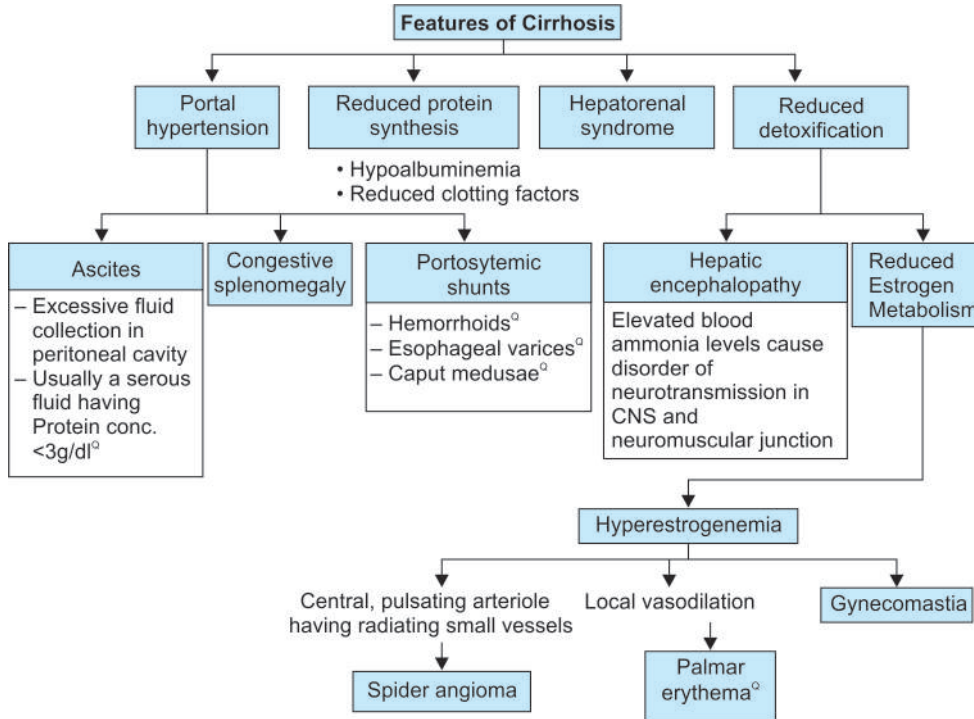 Features of Cirrhosis
Portal
hypertension
Reduced protein
synthesis
Hepatorenal
syndrome
Reduced
detoxification
• Hypoalbuminemia
• Reduced clotting factors
Ascites
– Excessive fluid
collection in
peritoneal cavity
– Usually a serous
fluid having
Protein conc.
<3g/dlQ
Congestive
splenomegaly
Portosytemic
shunts
– HemorrhoidsQ
– Esophageal varicesQ
– Caput medusaeQ
Hepatic
encephalopathy
Elevated blood
ammonia levels cause
disorder of
neurotransmission in
CNS and
neuromuscular junction
Reduced
Estrogen
Metabolism
Hyperestrogenemia
Central, pulsating arteriole
having radiating small vessels
Local vasodilation
Gynecomastia
Spider angioma
Palmar
erythemaQ